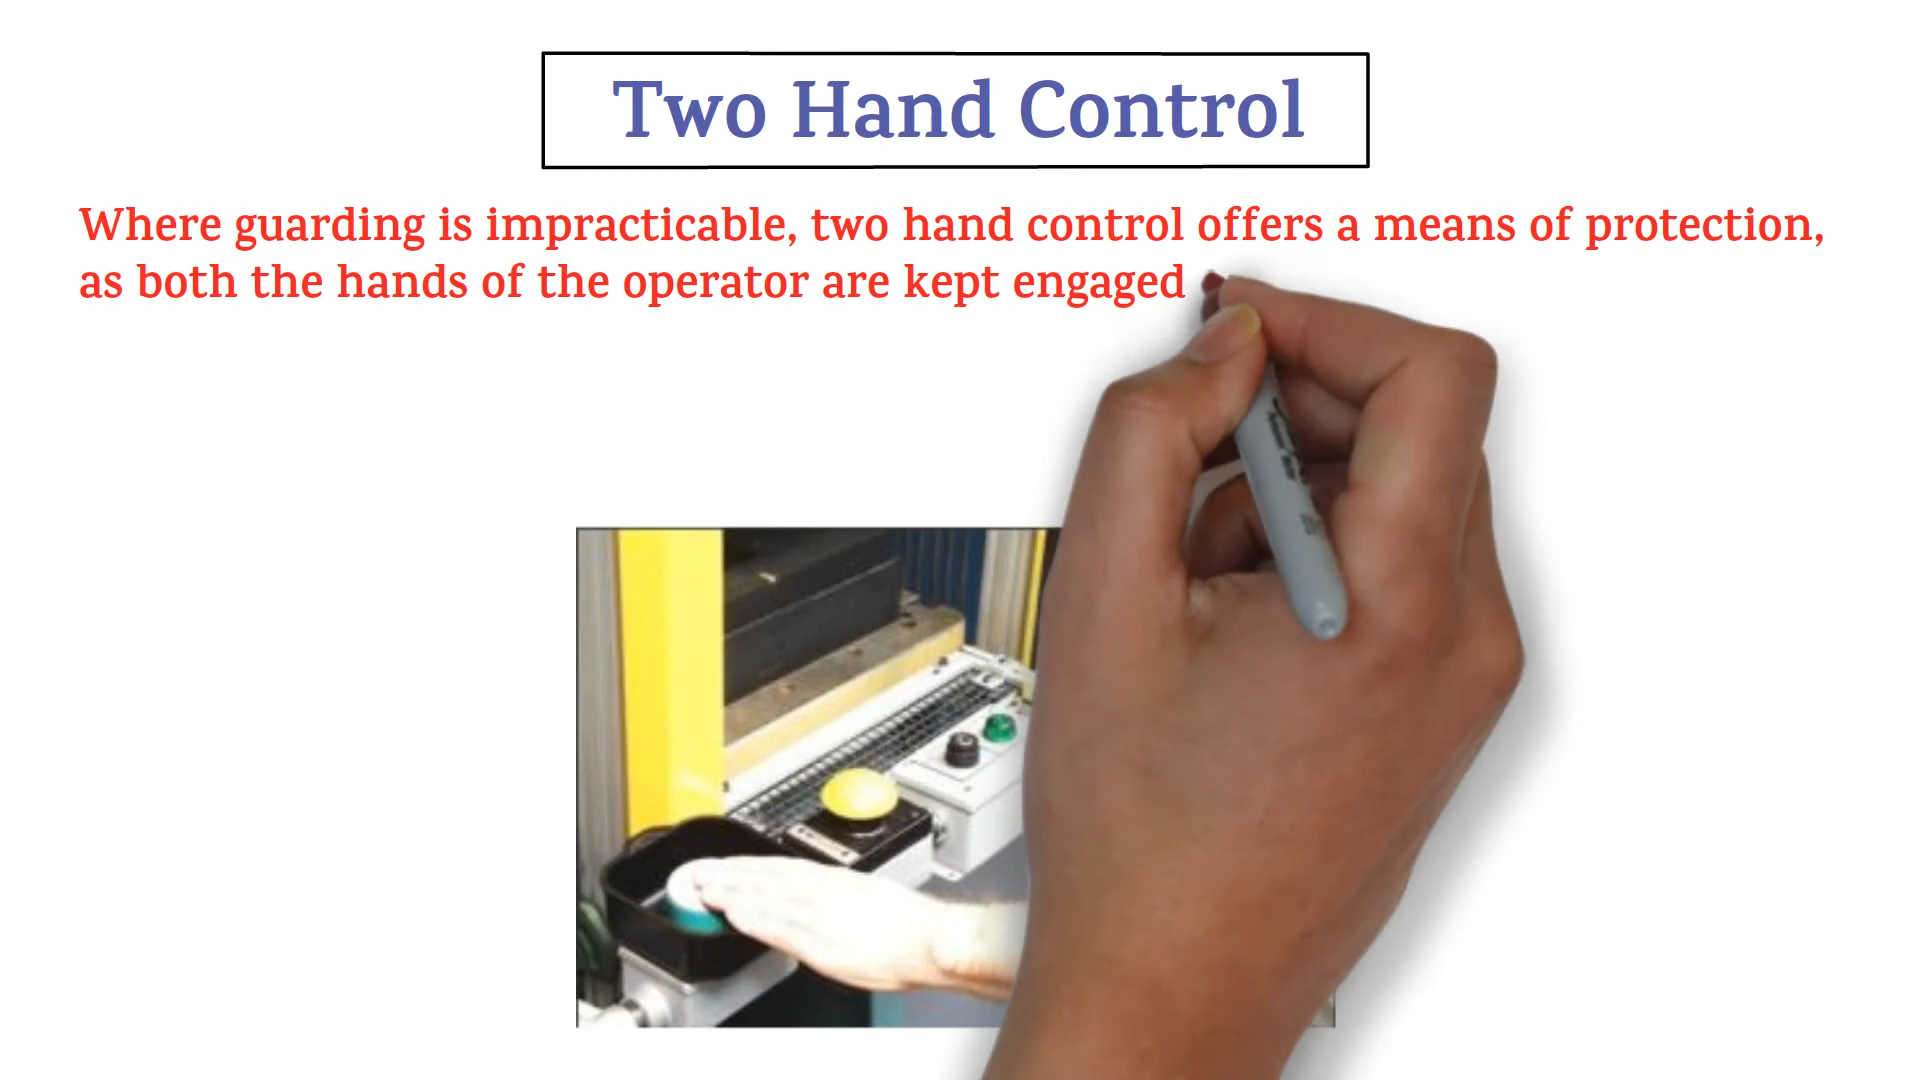 Two Hand Control
Where guarding is impracticable, two hand control offers a means of protection,
as both the hands of the operator are kept engaged